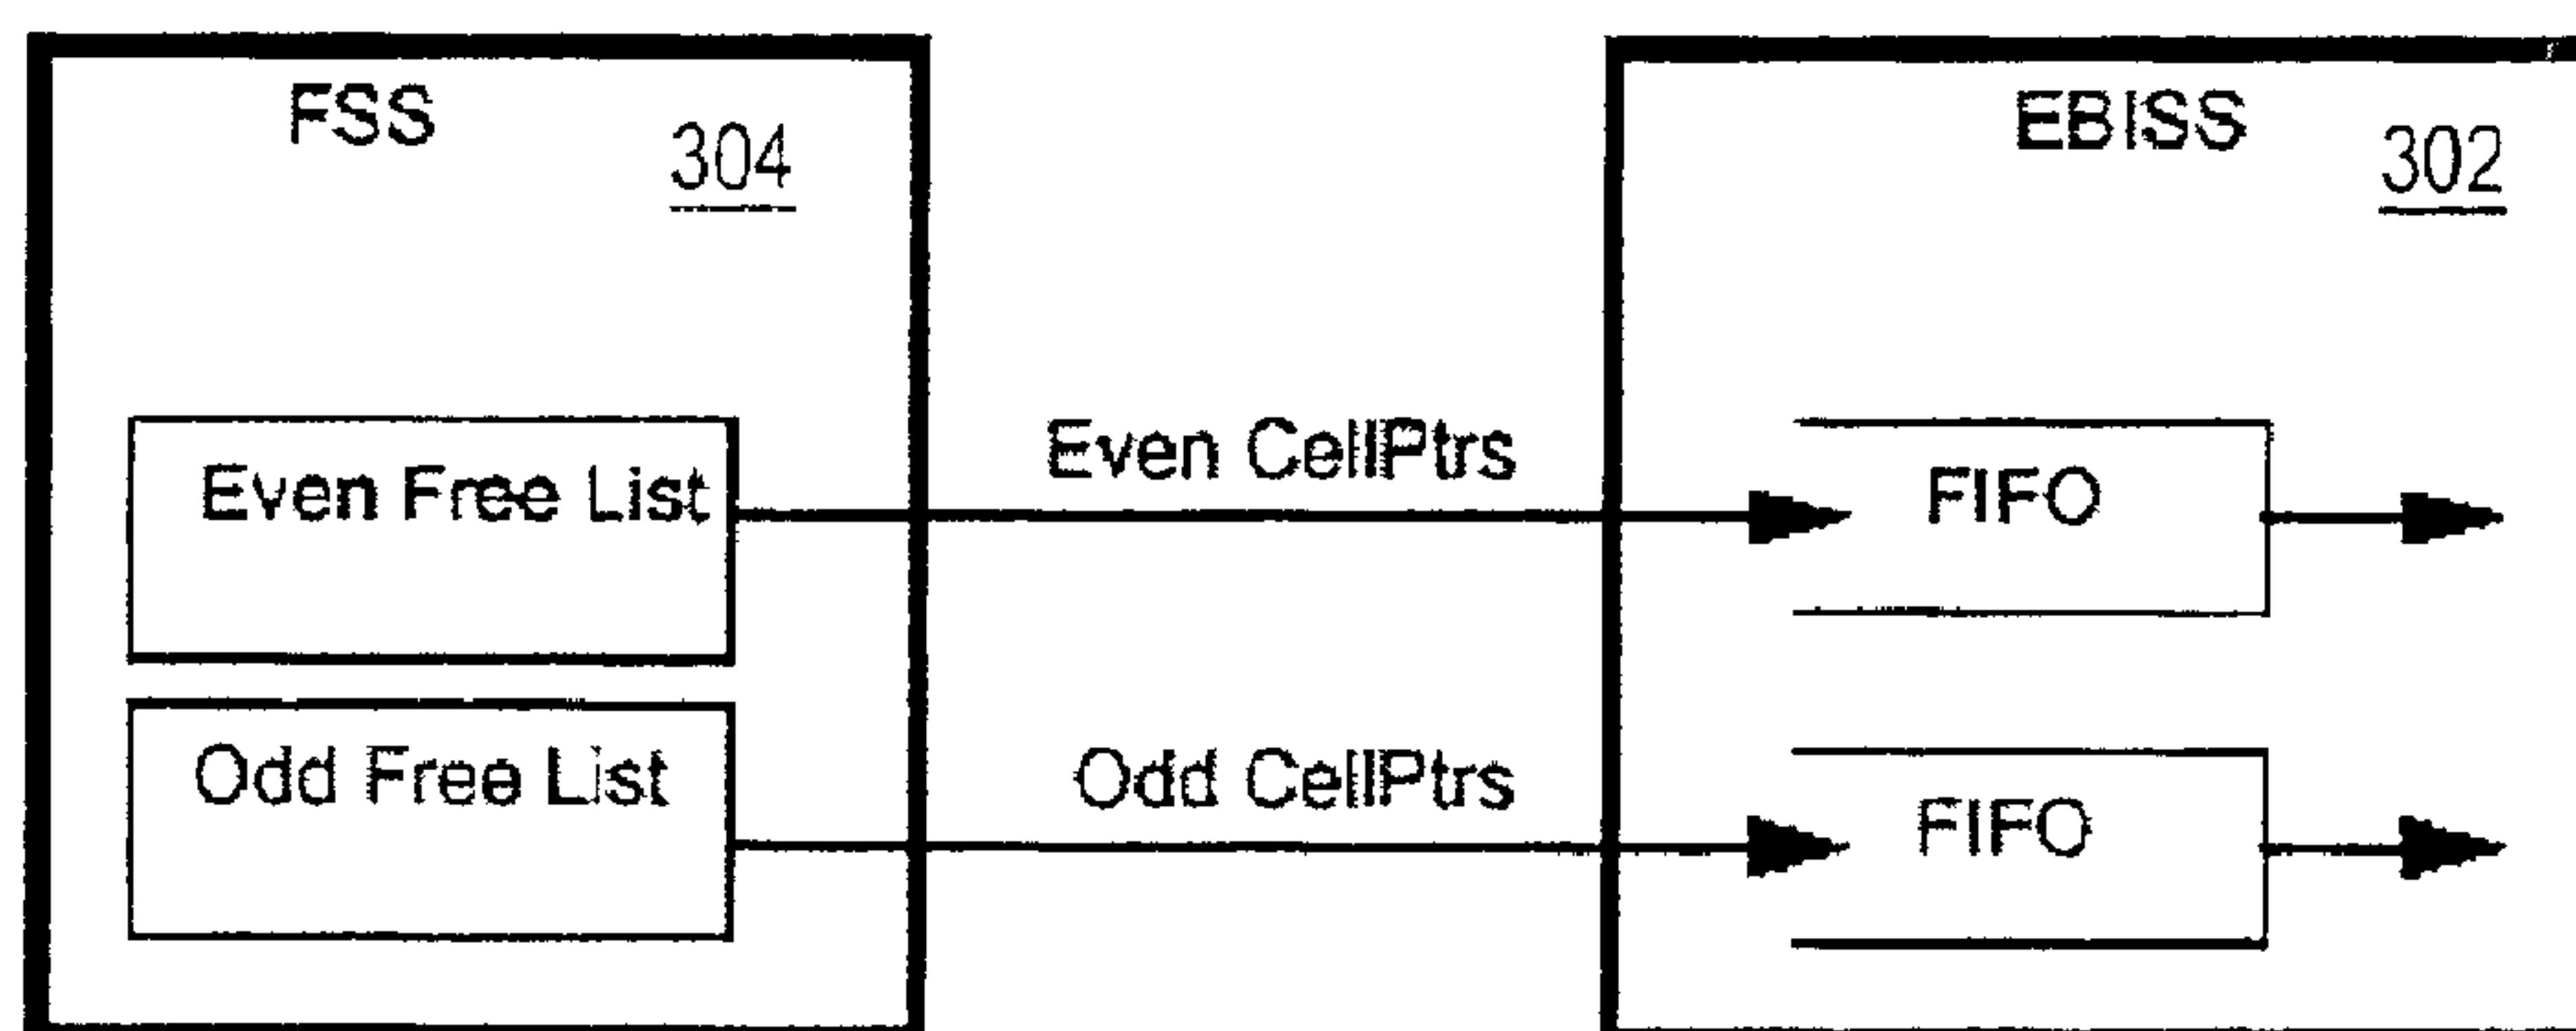 FSS
304
EBISS
302
Even Free List
Even CellPtrs
FIFO
Odd Free List
Odd CellPtrs
FIFO